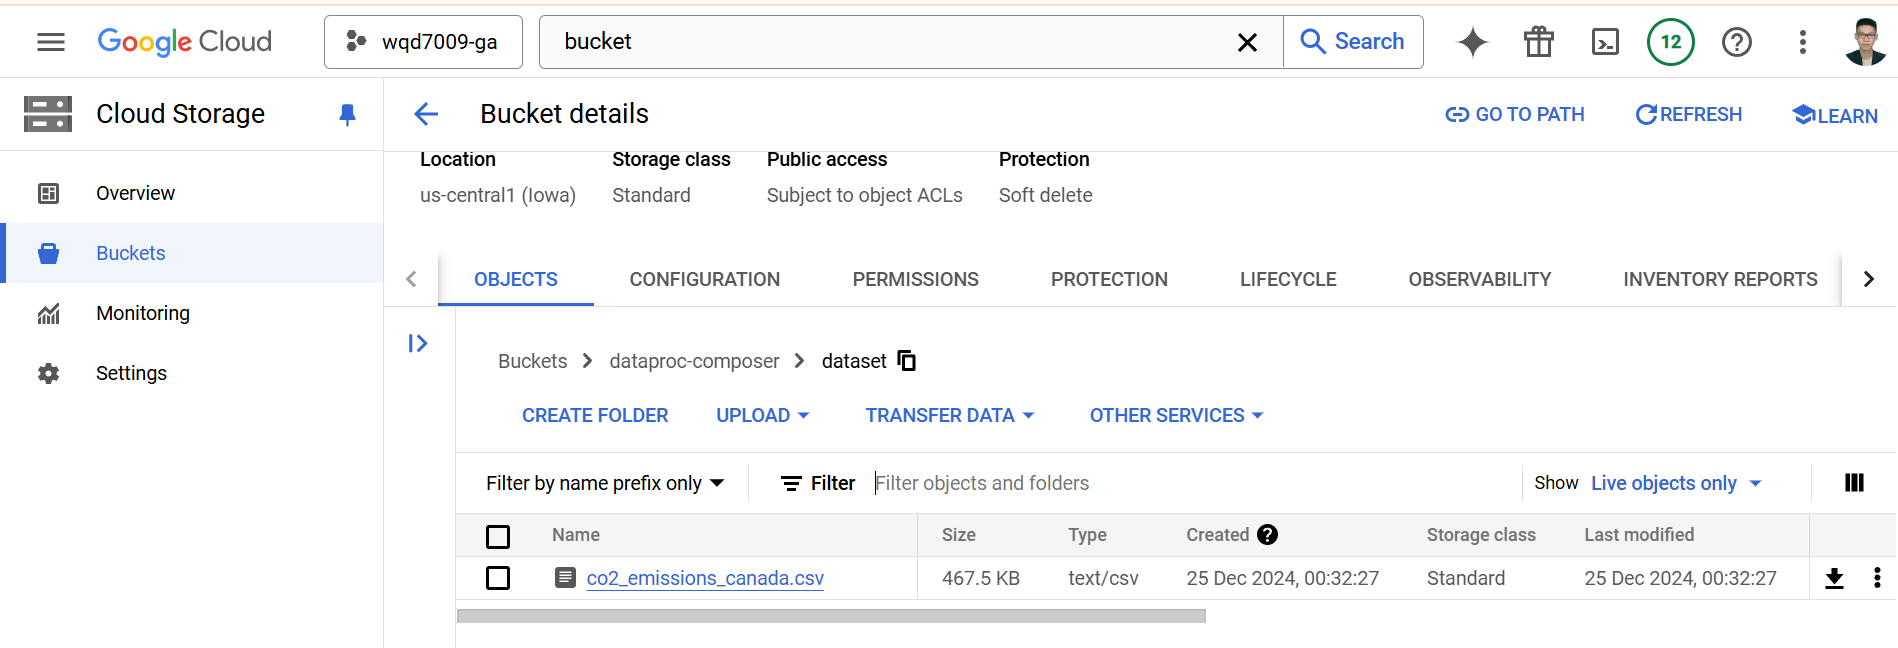 Google Cloud
wqd7009-ga
bucket
Search
12
Cloud Storage
Bucket details
GO TO PATH
REFRESH
LEARN
Overview
Buckets
Monitoring
Settings
Location Storage class Public access Protection
us-central1 (Iowa) Standard Subject to object ACLs Soft delete
OBJECTS CONFIGURATION PERMISSIONS PROTECTION LIFECYCLE OBSERVABILITY INVENTORY REPORTS
Buckets dataproc-composer dataset
CREATE FOLDER UPLOAD TRANSFER DATA OTHER SERVICES
Filter by name prefix only Filter Filter objects and folders Show Live objects only
Name Size Type Created Storage class Last modified
co2_emissions_canada.csv 467.5 KB text/csv 25 Dec 2024, 00:32:27 Standard 25 Dec 2024, 00:32:27